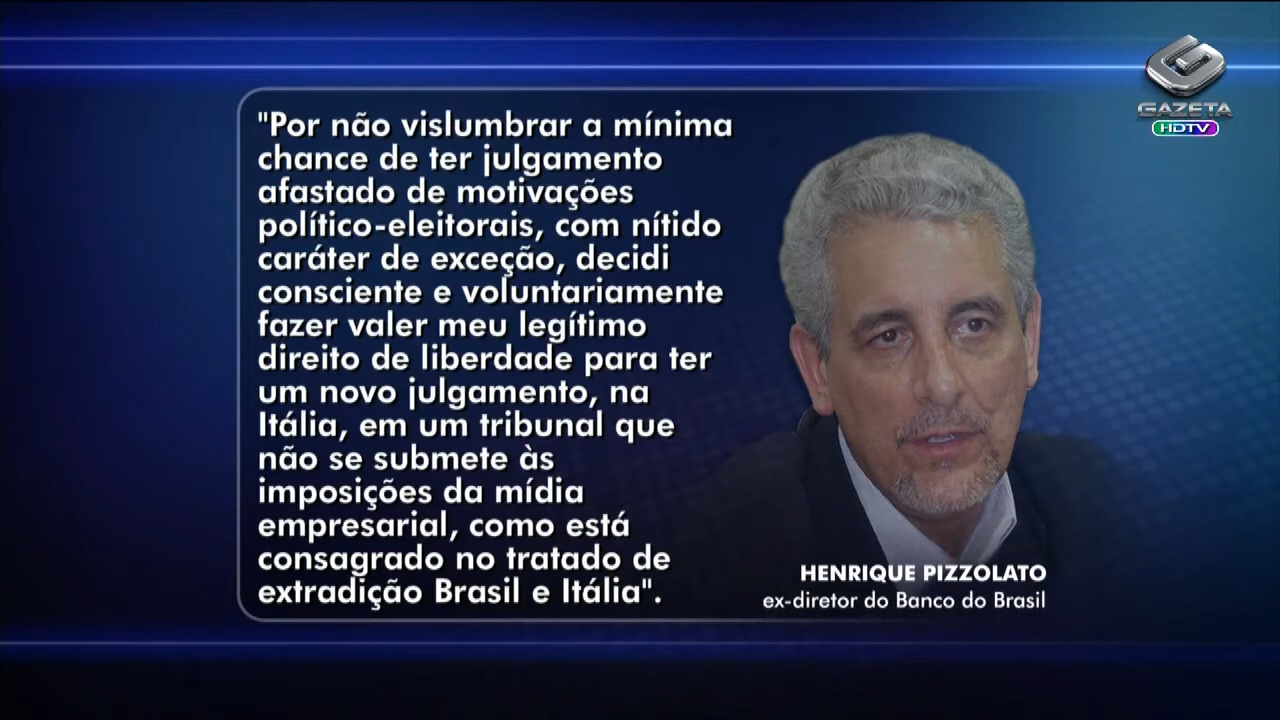 "Por não vislumbrar a mínima
chance de ter julgamento
afastado de motivações
político-eleitorais, com nítido
caráter de exceção, decidi
consciente e voluntariamente
fazer valer meu legítimo
direito de liberdade para ter
um novo julgamento, na
Itália, em um tribunal que
não se submete às
imposições da mídia
empresarial, como está
consagrado no tratado de
extradição Brasil e Itália".
HENRIQUE PIZZOLATO
ex-diretor do Banco do Brasil
GAZETA
HDTV